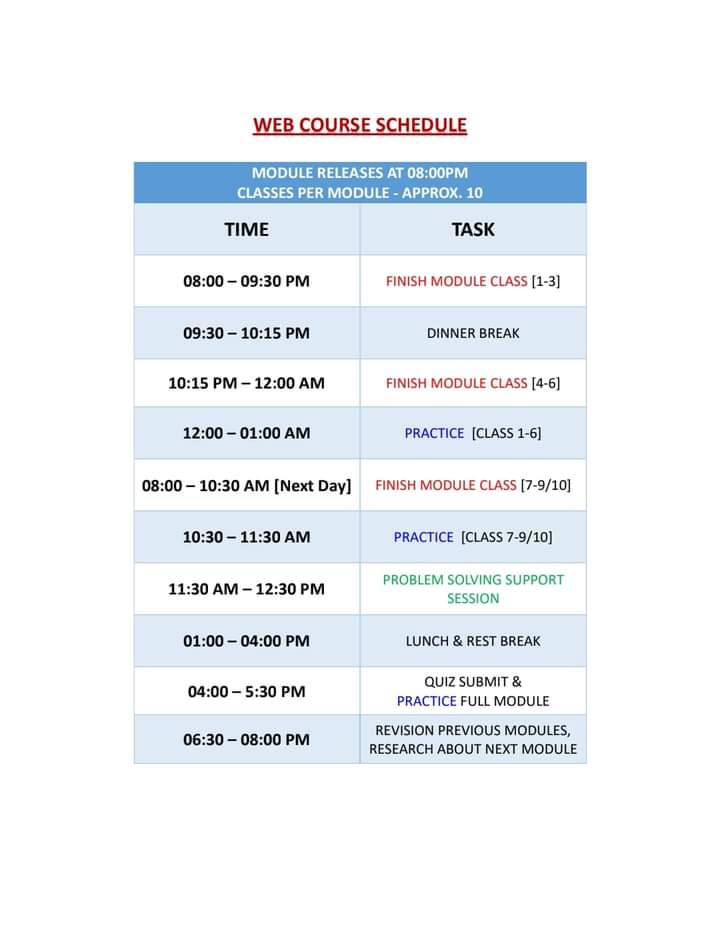 WEB COURSE SCHEDULE
MODULE RELEASES AT 08:00PM
CLASSES PER MODULE - APPROX. 10
TIME TASK
08:00 – 09:30 PM FINISH MODULE CLASS [1-3]
09:30 – 10:15 PM DINNER BREAK
10:15 PM – 12:00 AM FINISH MODULE CLASS [4-6]
12:00 – 01:00 AM PRACTICE [CLASS 1-6]
08:00 – 10:30 AM [Next Day] FINISH MODULE CLASS [7-9/10]
10:30 – 11:30 AM PRACTICE [CLASS 7-9/10]
11:30 AM – 12:30 PM PROBLEM SOLVING SUPPORT
SESSION
01:00 – 04:00 PM LUNCH & REST BREAK
04:00 – 5:30 PM QUIZ SUBMIT &
PRACTICE FULL MODULE
06:30 – 08:00 PM REVISION PREVIOUS MODULES,
RESEARCH ABOUT NEXT MODULE